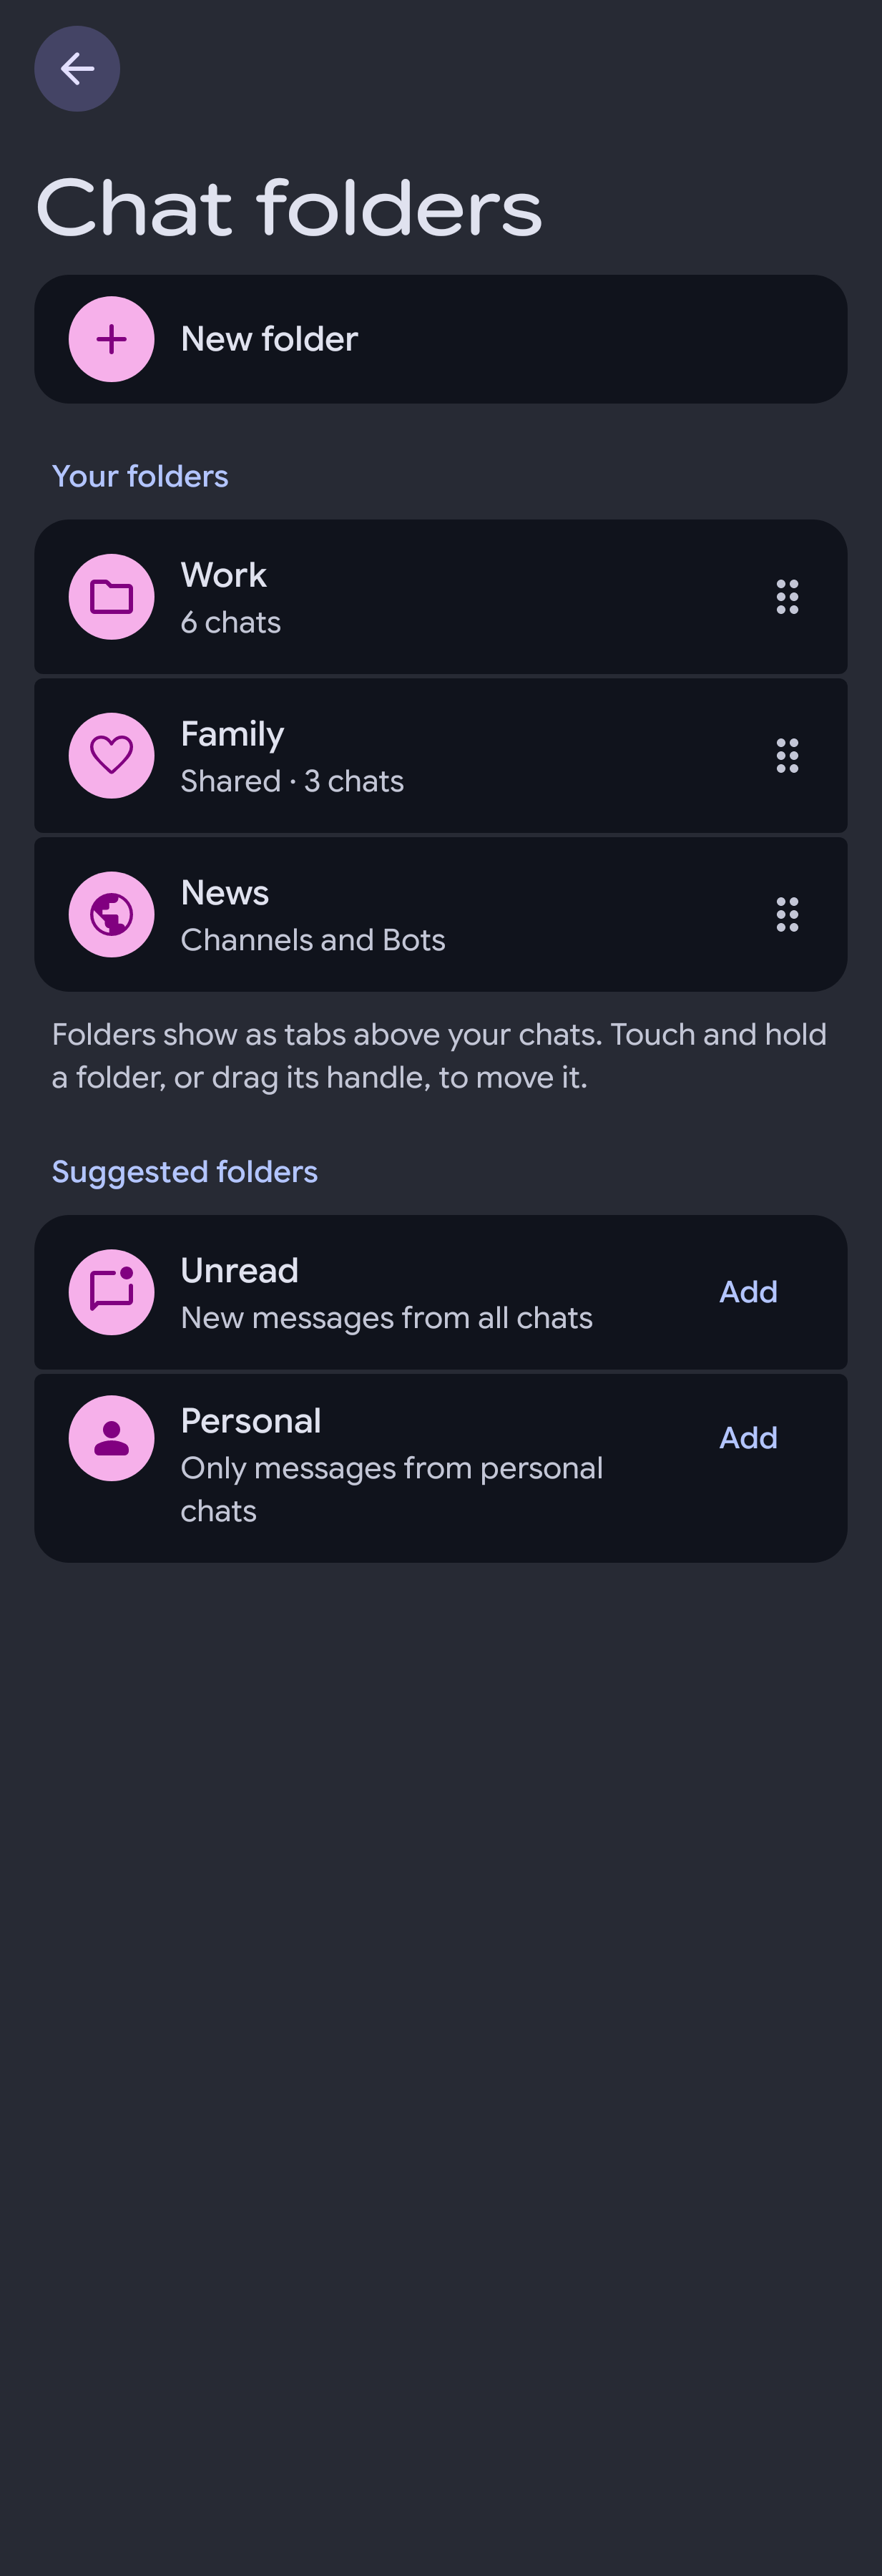 Chat folders
New folder
Your folders
Work
6 chats
Family
Shared · 3 chats
News
Channels and Bots
Folders show as tabs above your chats. Touch and hold
a folder, or drag its handle, to move it.
Suggested folders
Unread
New messages from all chats
Add
Personal
Only messages from personal
chats
Add